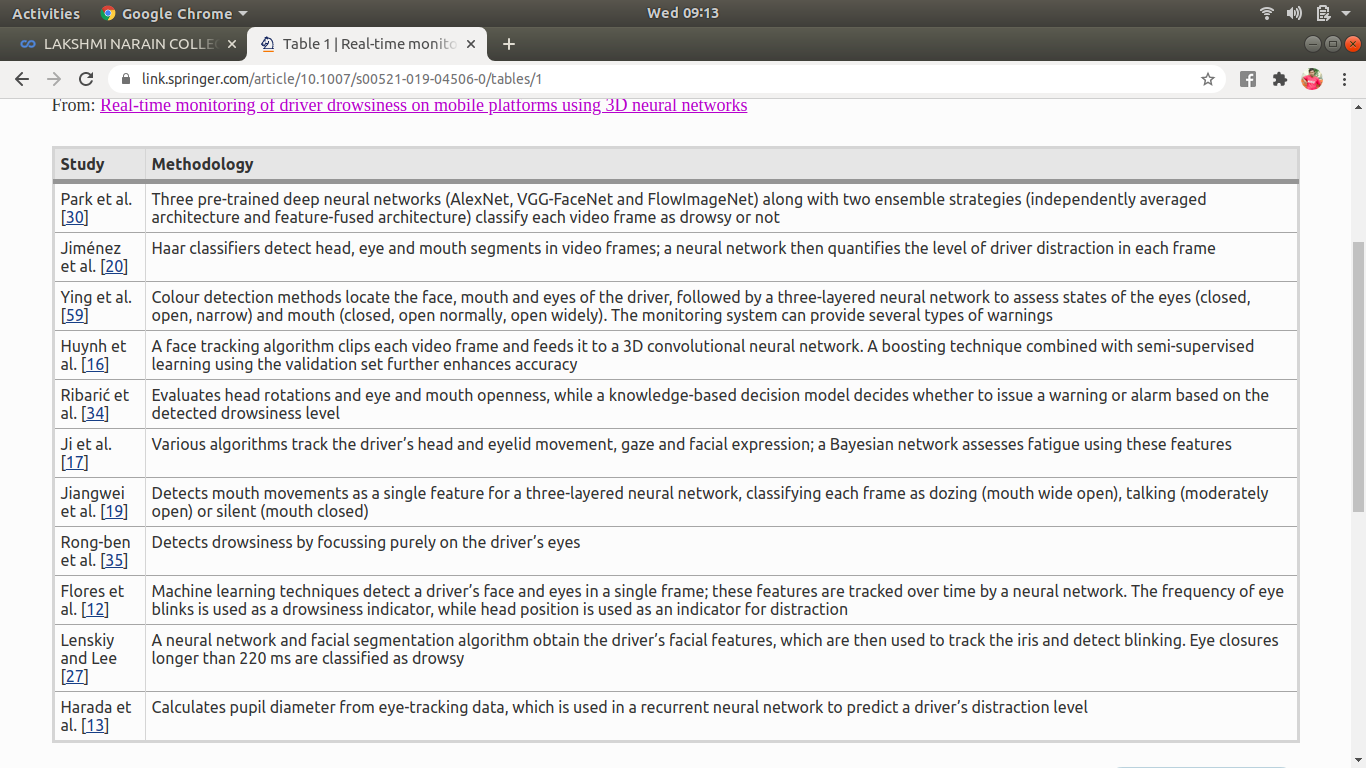 Activities
Google Chrome
Wed 09:13
LAKSHMI NARAIN COLLE
Table 1 | Real-time monito
link.springer.com/article/10.1007/s00521-019-04506-0/tables/1
From: Real-time monitoring of driver drowsiness on mobile platforms using 3D neural networks
Study
Methodology
Park et al.
[30]
Three pre-trained deep neural networks (AlexNet, VGG-FaceNet and FlowImageNet) along with two ensemble strategies (independently averaged
architecture and feature-fused architecture) classify each video frame as drowsy or not
Jiménez
et al. [20]
Haar classifiers detect head, eye and mouth segments in video frames; a neural network then quantifies the level of driver distraction in each frame
Ying et al.
[59]
Colour detection methods locate the face, mouth and eyes of the driver, followed by a three-layered neural network to assess states of the eyes (closed,
open, narrow) and mouth (closed, open normally, open widely). The monitoring system can provide several types of warnings
Huynh et
al. [16]
A face tracking algorithm clips each video frame and feeds it to a 3D convolutional neural network. A boosting technique combined with semi-supervised
learning using the validation set further enhances accuracy
Ribarić et
al. [34]
Evaluates head rotations and eye and mouth openness, while a knowledge-based decision model decides whether to issue a warning or alarm based on the
detected drowsiness level
Ji et al.
[17]
Various algorithms track the driver’s head and eyelid movement, gaze and facial expression; a Bayesian network assesses fatigue using these features
Jiangwei
et al. [19]
Detects mouth movements as a single feature for a three-layered neural network, classifying each frame as dozing (mouth wide open), talking (moderately
open) or silent (mouth closed)
Rong-ben
et al. [35]
Detects drowsiness by focussing purely on the driver’s eyes
Flores et
al. [12]
Machine learning techniques detect a driver’s face and eyes in a single frame; these features are tracked over time by a neural network. The frequency of eye
blinks is used as a drowsiness indicator, while head position is used as an indicator for distraction
Lenskiy
and Lee
[27]
A neural network and facial segmentation algorithm obtain the driver’s facial features, which are then used to track the iris and detect blinking. Eye closures
longer than 220 ms are classified as drowsy
Harada et
al. [13]
Calculates pupil diameter from eye-tracking data, which is used in a recurrent neural network to predict a driver’s distraction level